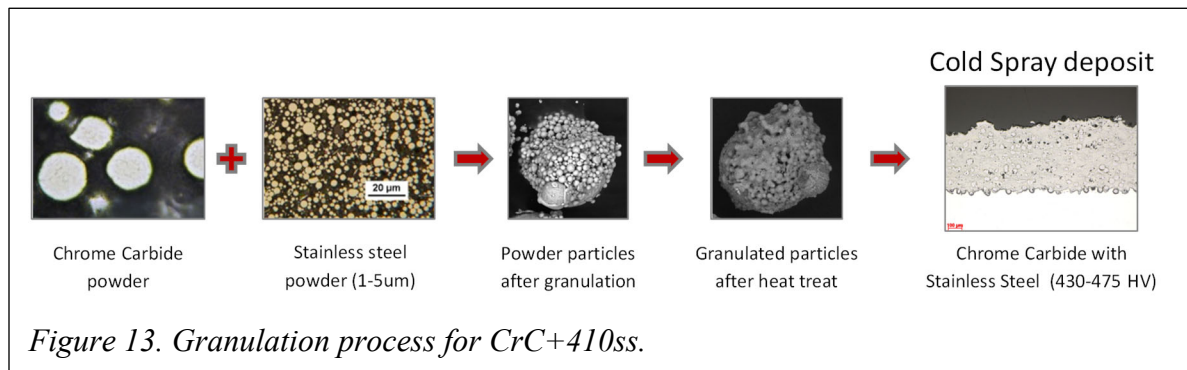 Cold Spray deposit
20 µm
Chrome Carbide
powder
Stainless steel
powder (1-5um)
Powder particles
after granulation
Granulated particles
after heat treat
Chrome Carbide with
Stainless Steel (430-475 HV)
Figure 13. Granulation process for CrC+410ss.